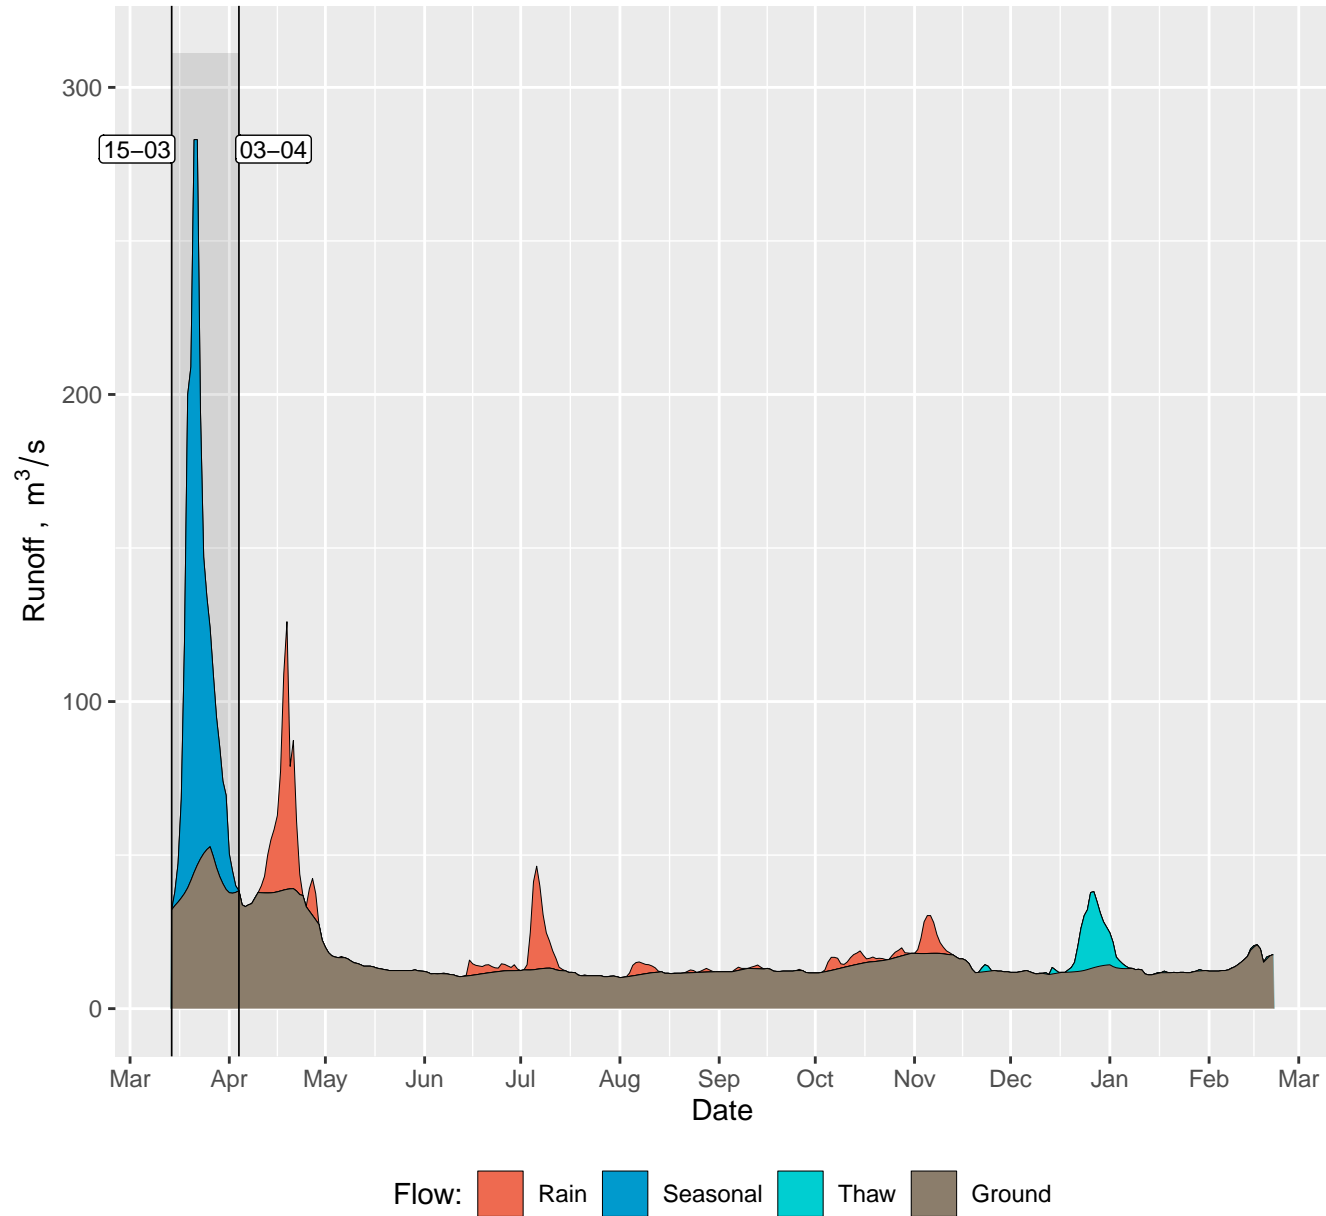 300
200
100
0
15−03
03−04
Runoff , m³/s
Mar Apr May Jun Jul Aug Sep Oct Nov Dec Jan Feb Mar
Date
Flow: Rain Seasonal Thaw Ground